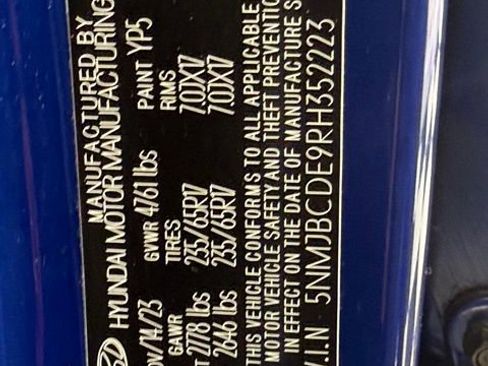 MANUFACTURED BY
HYUNDAI MOTOR MANUFACTURING
OV/14/23 GVWR 4761 lbs PAINT YP5
GAWR TIRES RIMS
T 2778 lbs 235/65R17 7.0JX17
2646 lbs 235/65R17 7.0JX17
THIS VEHICLE CONFORMS TO ALL APPLICABLE
MOTOR VEHICLE SAFETY AND THEFT PREVENTION
IN EFFECT ON THE DATE OF MANUFACTURE S
V.I.N 5NMJBCDE9RH352223